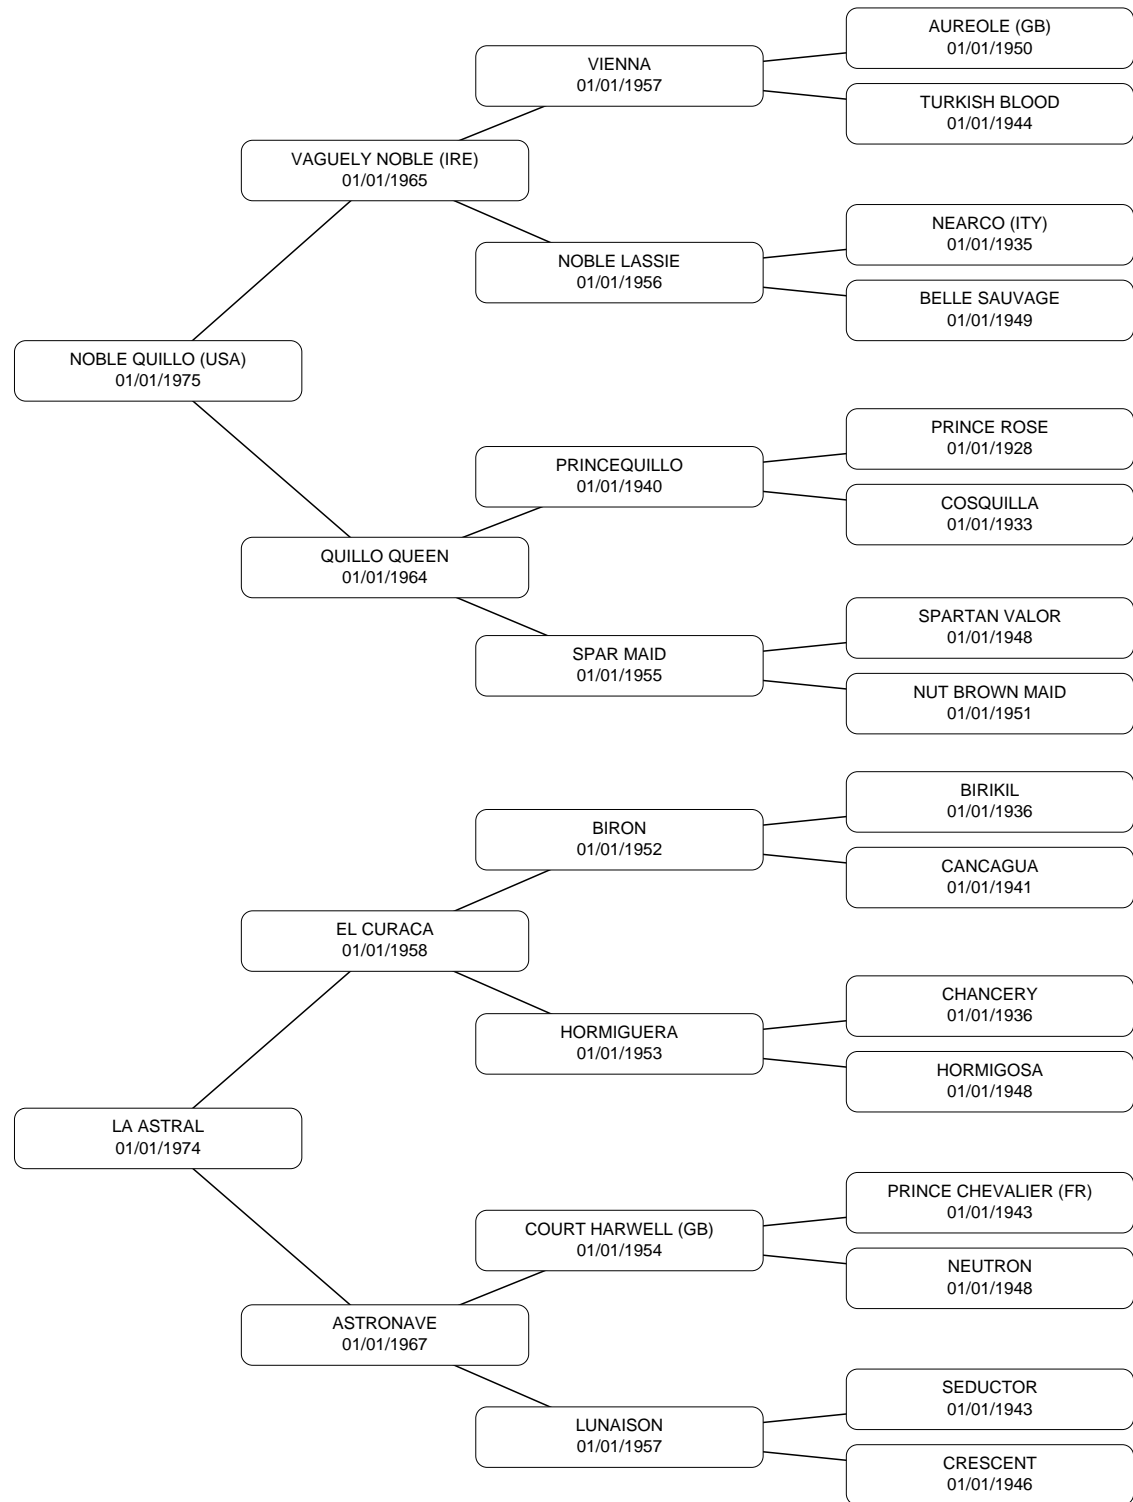 AUREOLE (GB)
01/01/1950
VIENNA
01/01/1957
TURKISH BLOOD
01/01/1944
VAGUELY NOBLE (IRE)
01/01/1965
NEARCO (ITY)
01/01/1935
NOBLE LASSIE
01/01/1956
BELLE SAUVAGE
01/01/1949
NOBLE QUILLO (USA)
01/01/1975
PRINCE ROSE
01/01/1928
PRINCEQUILLO
01/01/1940
COSQUILLA
01/01/1933
QUILLO QUEEN
01/01/1964
SPARTAN VALOR
01/01/1948
SPAR MAID
01/01/1955
NUT BROWN MAID
01/01/1951
BIRIKIL
01/01/1936
BIRON
01/01/1952
CANCAGUA
01/01/1941
EL CURACA
01/01/1958
CHANCERY
01/01/1936
HORMIGUERA
01/01/1953
HORMIGOSA
01/01/1948
LA ASTRAL
01/01/1974
PRINCE CHEVALIER (FR)
01/01/1943
COURT HARWELL (GB)
01/01/1954
NEUTRON
01/01/1948
ASTRONAVE
01/01/1967
SEDUCTOR
01/01/1943
LUNAISON
01/01/1957
CRESCENT
01/01/1946